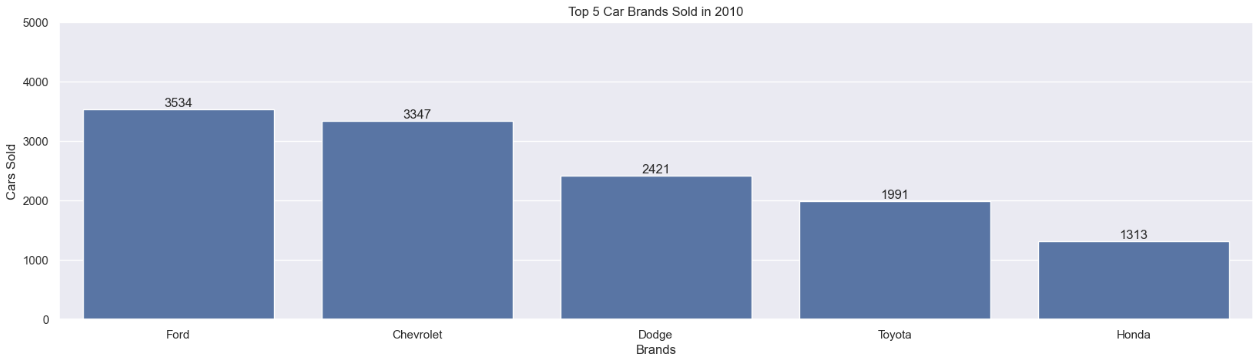 Top 5 Car Brands Sold in 2010
5000
4000
3000
2000
1000
0
Cars Sold
3534
3347
2421
1991
1313
Ford
Chevrolet
Dodge
Toyota
Honda
Brands